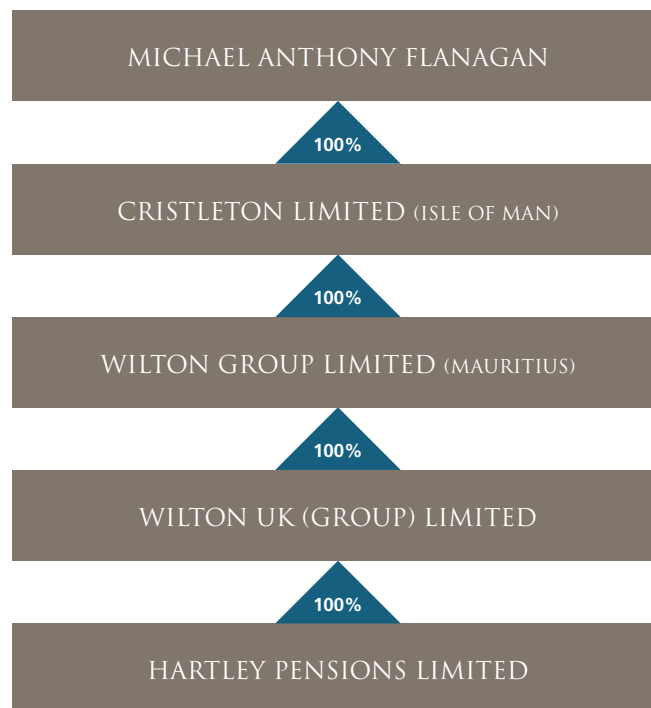 MICHAEL ANTHONY FLANAGAN
100%
CRISTLETON LIMITED (ISLE OF MAN)
100%
WILTON GROUP LIMITED (MAURITIUS)
100%
WILTON UK (GROUP) LIMITED
100%
HARTLEY PENSIONS LIMITED